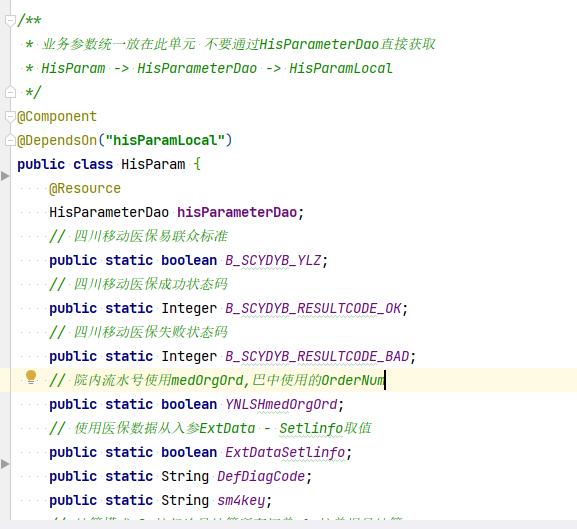 /**
* 业务参数统一放在此单元 不要通过HisParameterDao直接获取
* HisParam -> HisParameterDao -> HisParamLocal
*/
@Component
@DependsOn("hisParamLocal")
public class HisParam {
@Resource
HisParameterDao hisParameterDao;
// 四川移动医保易联众标准
public static boolean B_SCYDYB_YLZ;
// 四川移动医保成功状态码
public static Integer B_SCYDYB_RESULTCODE_OK;
// 四川移动医保失败状态码
public static Integer B_SCYDYB_RESULTCODE_BAD;
// 院内流水号使用medOrgOrd,巴中使用的OrderNum
public static boolean YNLSHmedOrgOrd;
// 使用医保数据从入参ExtData - Setlinfo取值
public static boolean ExtDataSetlinfo;
public static String DefDiagCode;
public static String sm4key;